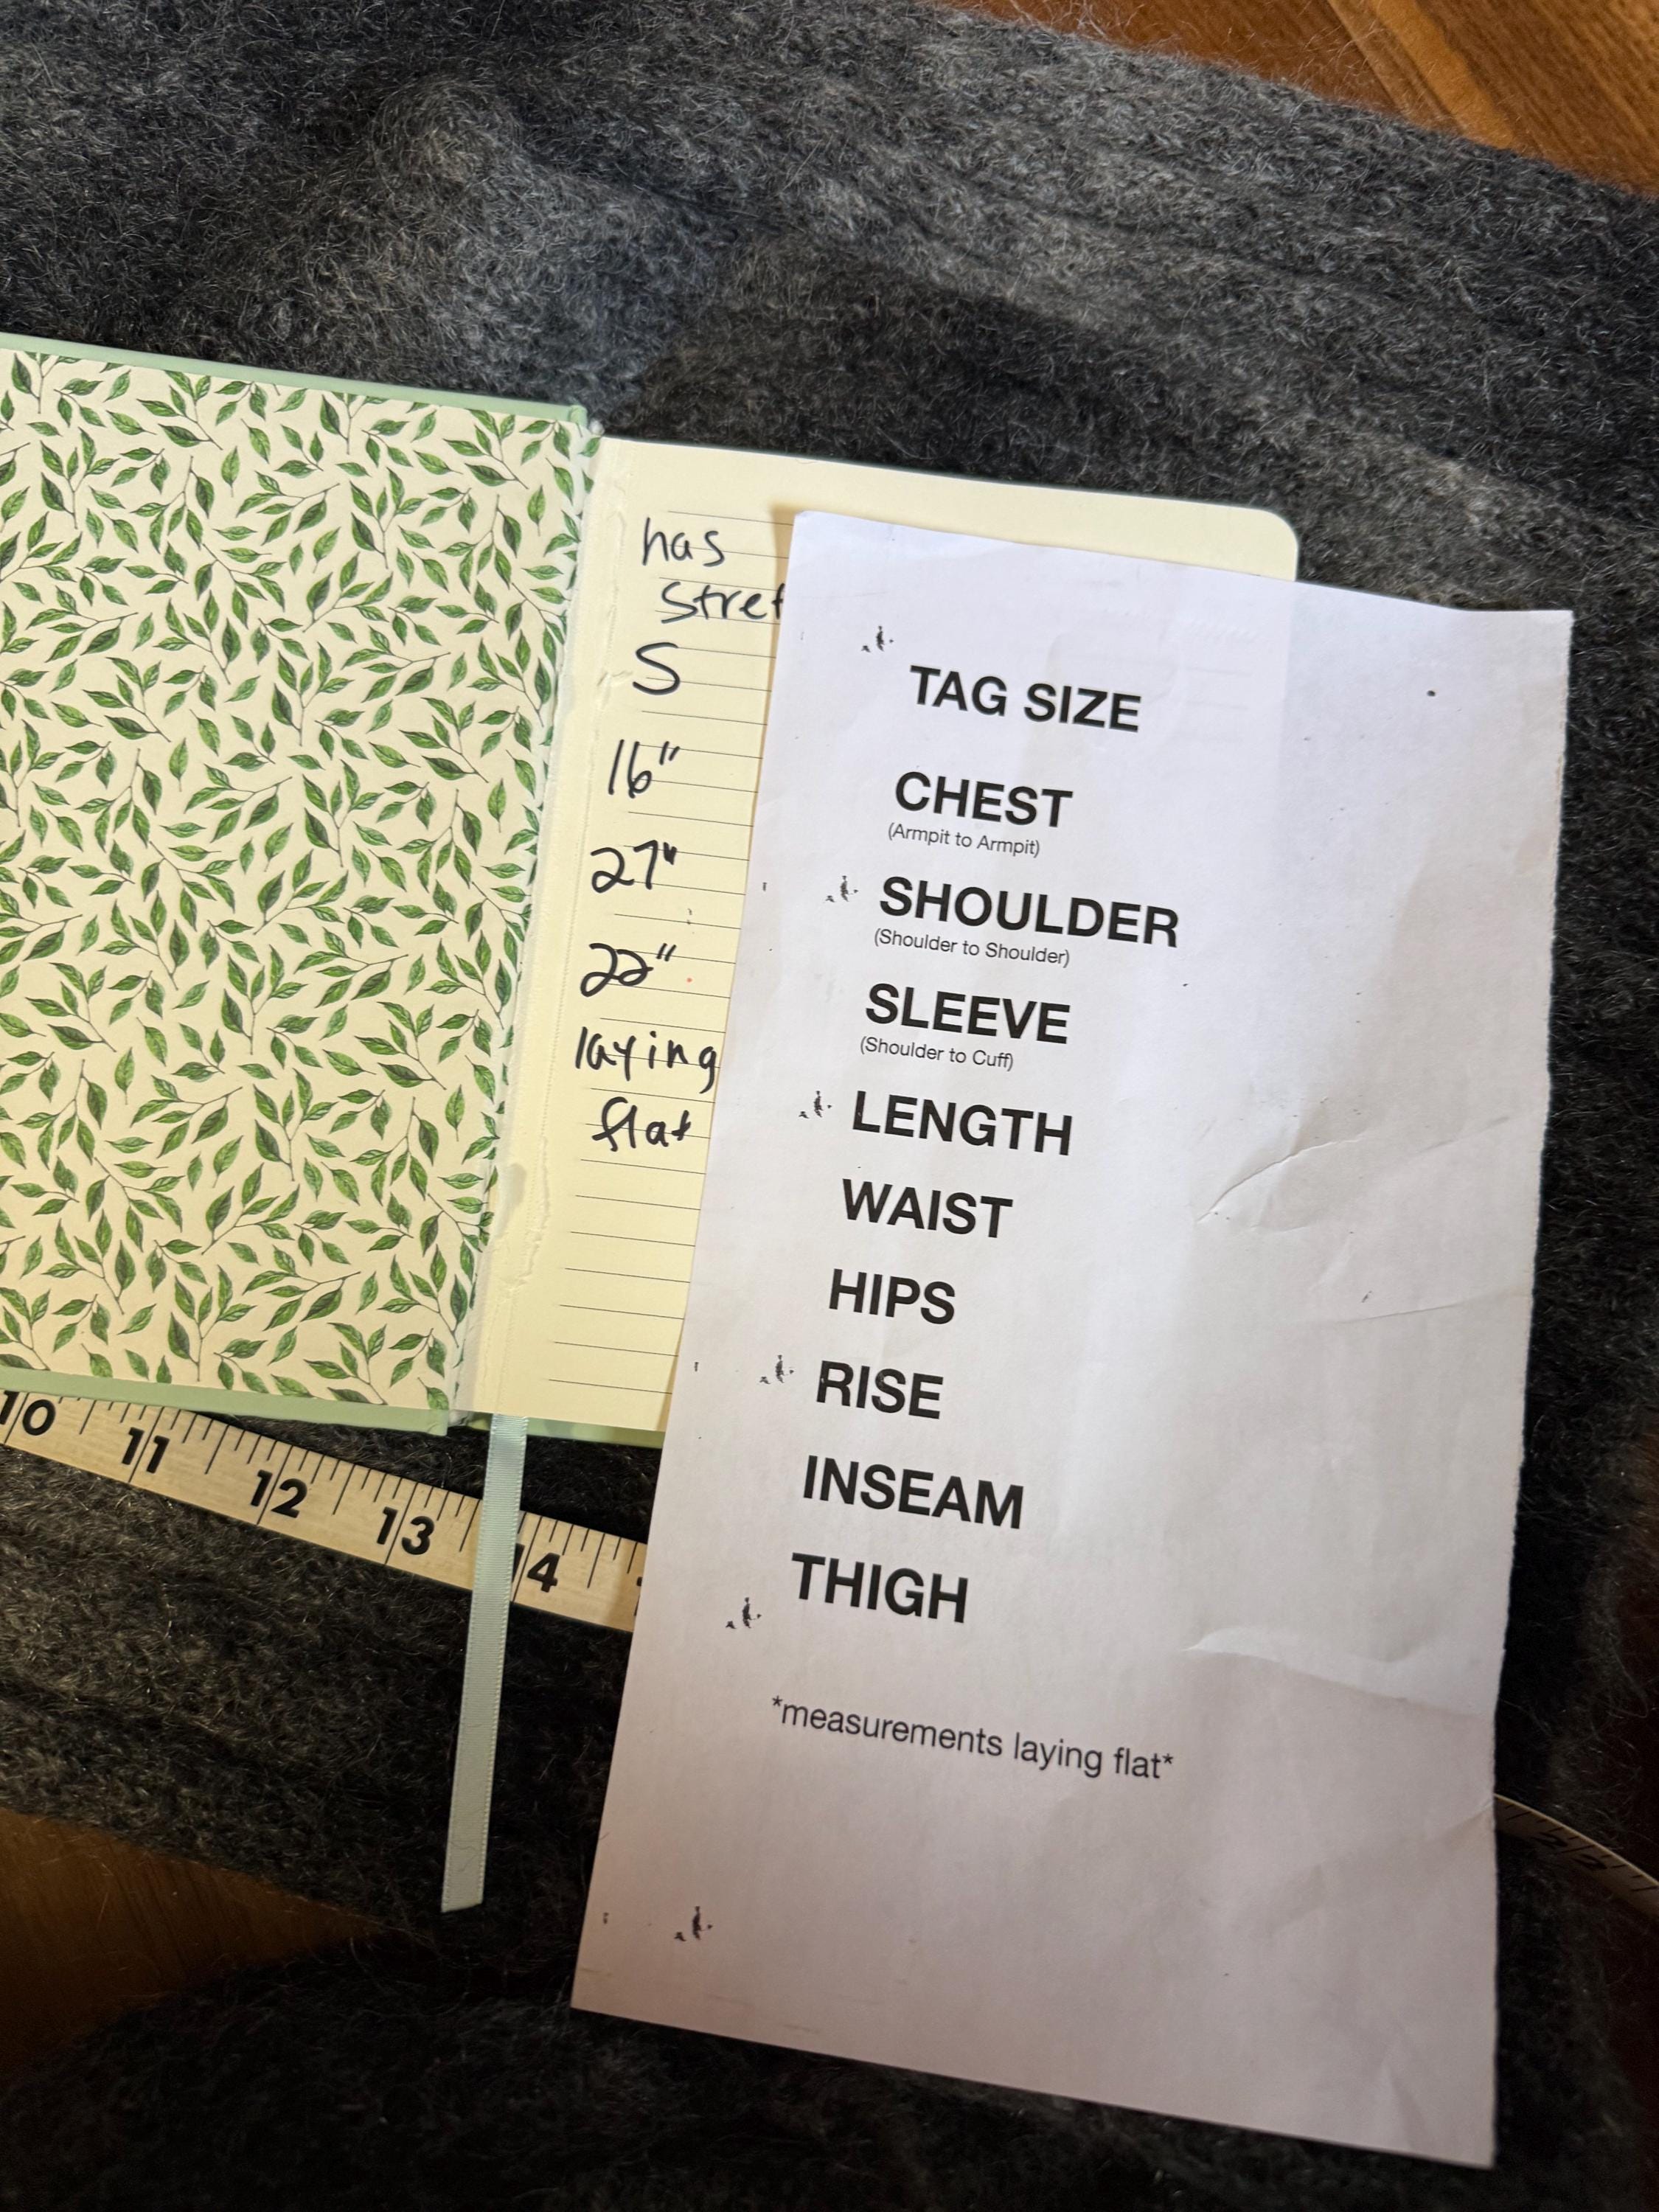 has
stret
S
16"
27"
22"
laying
flat
TAG SIZE
CHEST
(Armpit to Armpit)
SHOULDER
(Shoulder to Shoulder)
SLEEVE
(Shoulder to Cuff)
LENGTH
WAIST
HIPS
RISE
INSEAM
THIGH
*measurements laying flat*
10 11 12 13 14